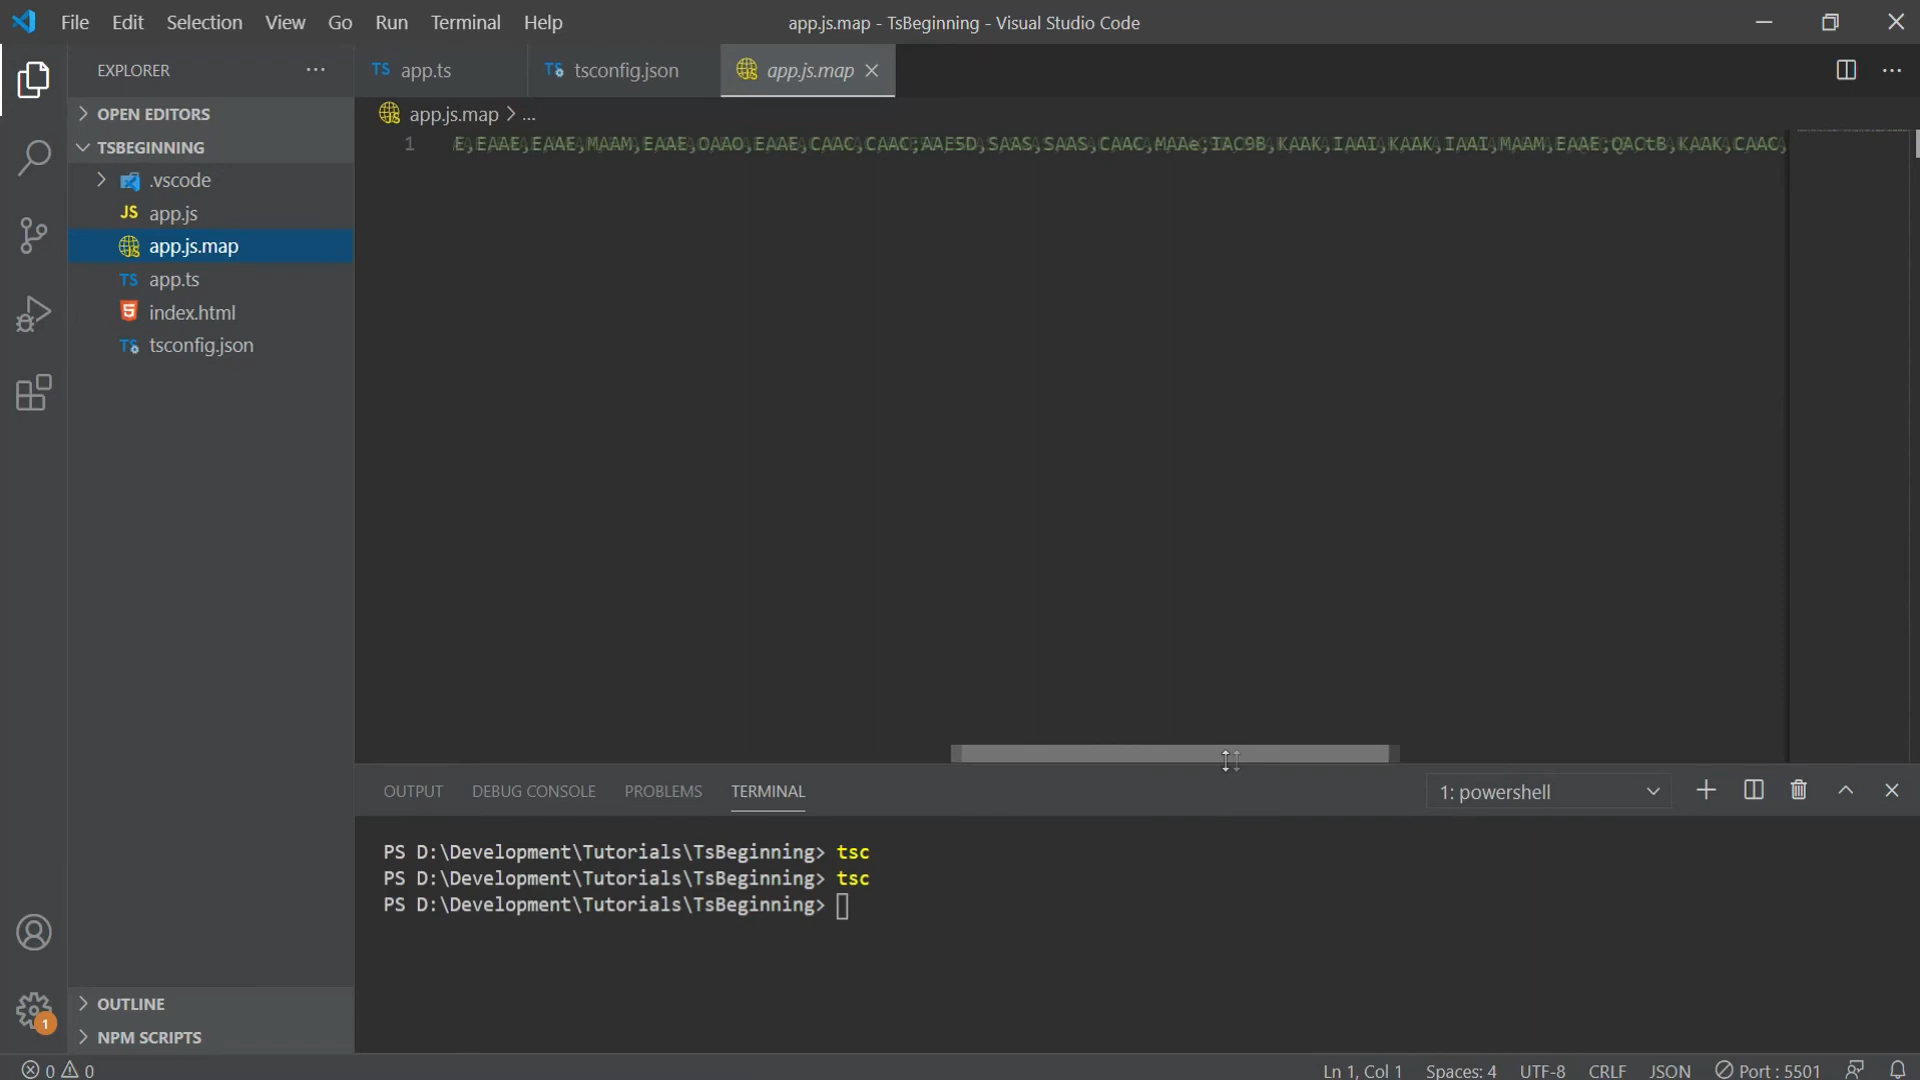 File Edit Selection View Go Run Terminal Help
app.js.map - TsBeginning - Visual Studio Code
EXPLORER
OPEN EDITORS
TSBEGINNING
.vscode
JS app.js
app.js.map
TS app.ts
index.html
TS tsconfig.json
OUTLINE
NPM SCRIPTS
TS app.ts
TS tsconfig.json
app.js.map
app.js.map > ...
1
OUTPUT DEBUG CONSOLE PROBLEMS TERMINAL
1: powershell
PS D:\Development\Tutorials\TsBeginning> tsc
PS D:\Development\Tutorials\TsBeginning> tsc
PS D:\Development\Tutorials\TsBeginning>
1
0 0
Ln 1, Col 1 Spaces: 4 UTF-8 CRLF JSON Port : 5501